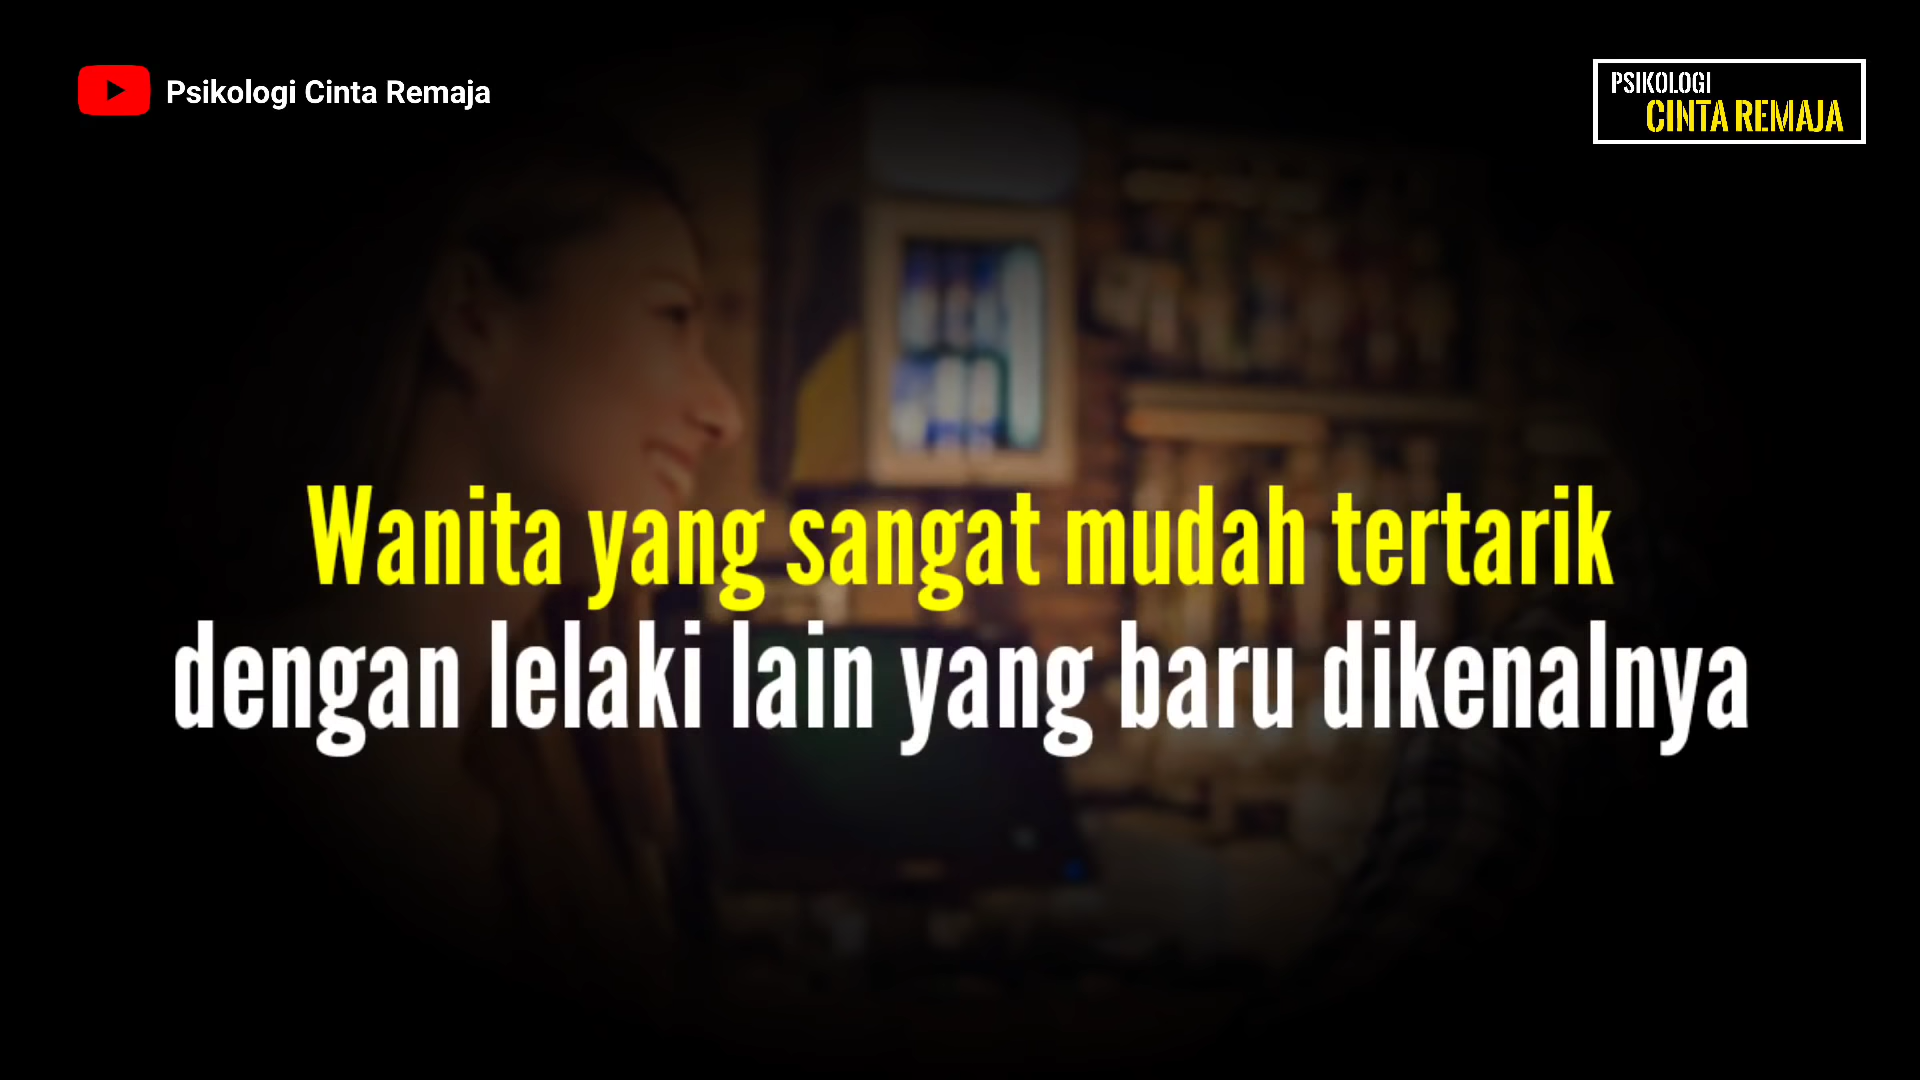 Psikologi Cinta Remaja
PSIKOLOGI
CINTA REMAJA
Wanita yang sangat mudah tertarik
dengan lelaki lain yang baru dikenalnya